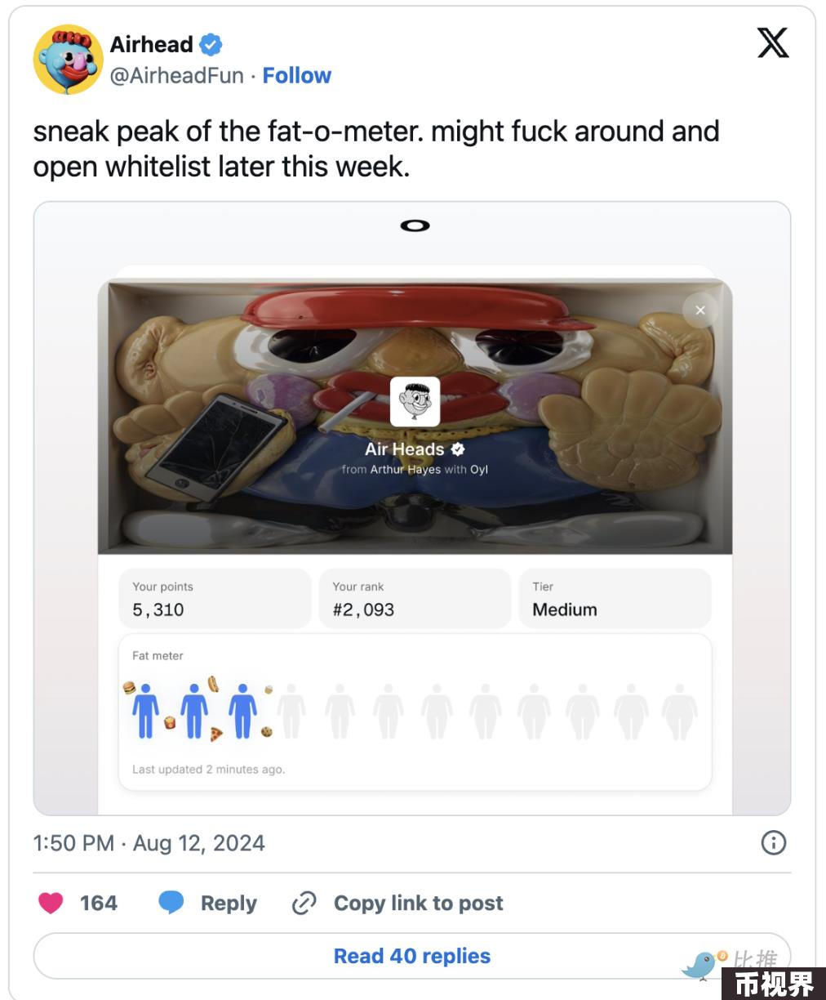 Airhead
@AirheadFun · Follow
sneak peak of the fat-o-meter. might fuck around and
open whitelist later this week.
Air Heads
from Arthur Hayes with Oyl
Your points
5,310
Your rank
#2,093
Tier
Medium
Fat meter
Last updated 2 minutes ago.
1:50 PM · Aug 12, 2024
164
Reply
Copy link to post
Read 40 replies
比推
币视界